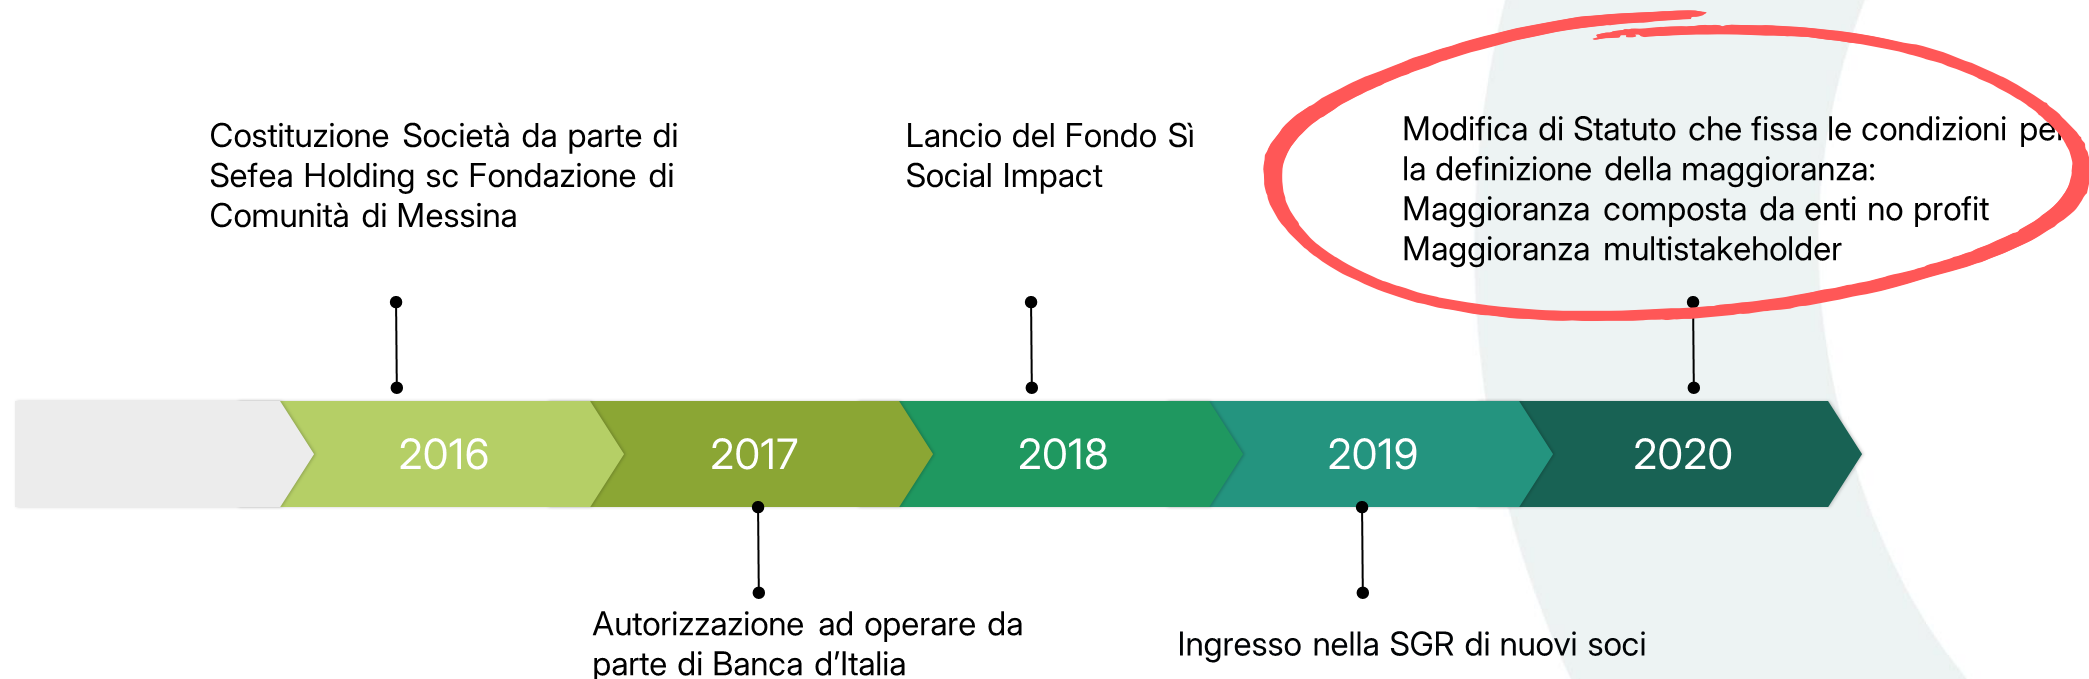 Costituzione Società da parte di
Sefea Holding sc Fondazione di
Comunità di Messina
Lancio del Fondo Sì
Social Impact
Modifica di Statuto che fissa le condizioni per
la definizione della maggioranza:
Maggioranza composta da enti no profit
Maggioranza multistakeholder
2016
2017
2018
2019
2020
Autorizzazione ad operare da
parte di Banca d’Italia
Ingresso nella SGR di nuovi soci